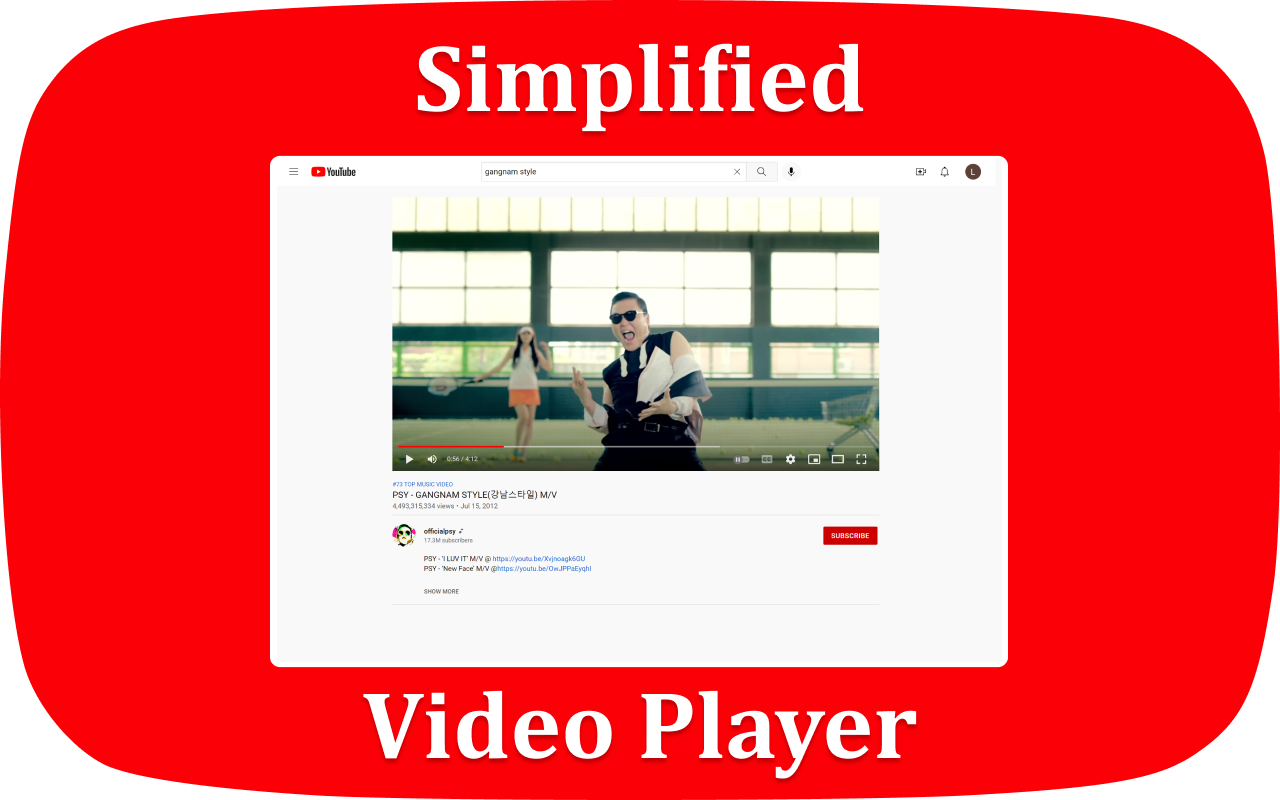 Simplified
YouTube
gangnam style
L
0:56 / 4:12
CC
#73 TOP MUSIC VIDEO
PSY - GANGNAM STYLE(강남스타일) M/V
4,493,315,334 views • Jul 15, 2012
officialpsy
17.3M subscribers
SUBSCRIBE
PSY - 'I LUV IT' M/V @ https://youtu.be/Xvjnoagk6GU
PSY - 'New Face' M/V @https://youtu.be/OwJPPaEyqhI
SHOW MORE
Video Player